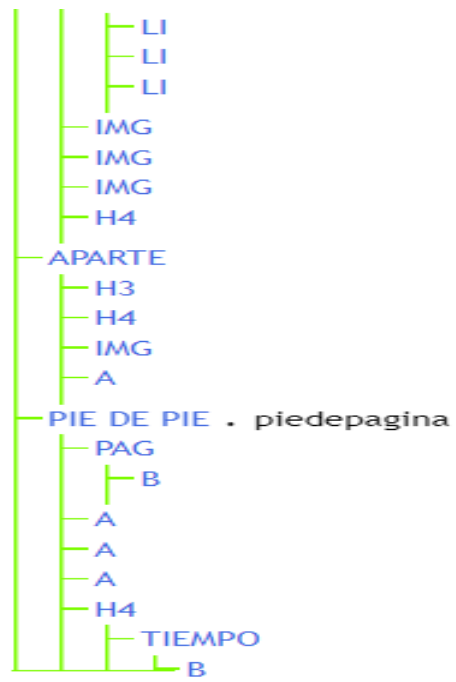 LI
LI
LI
IMG
IMG
IMG
H4
APARTE
H3
H4
IMG
A
PIE DE PIE . piedepagina
PAG
B
A
A
A
H4
TIEMPO
B